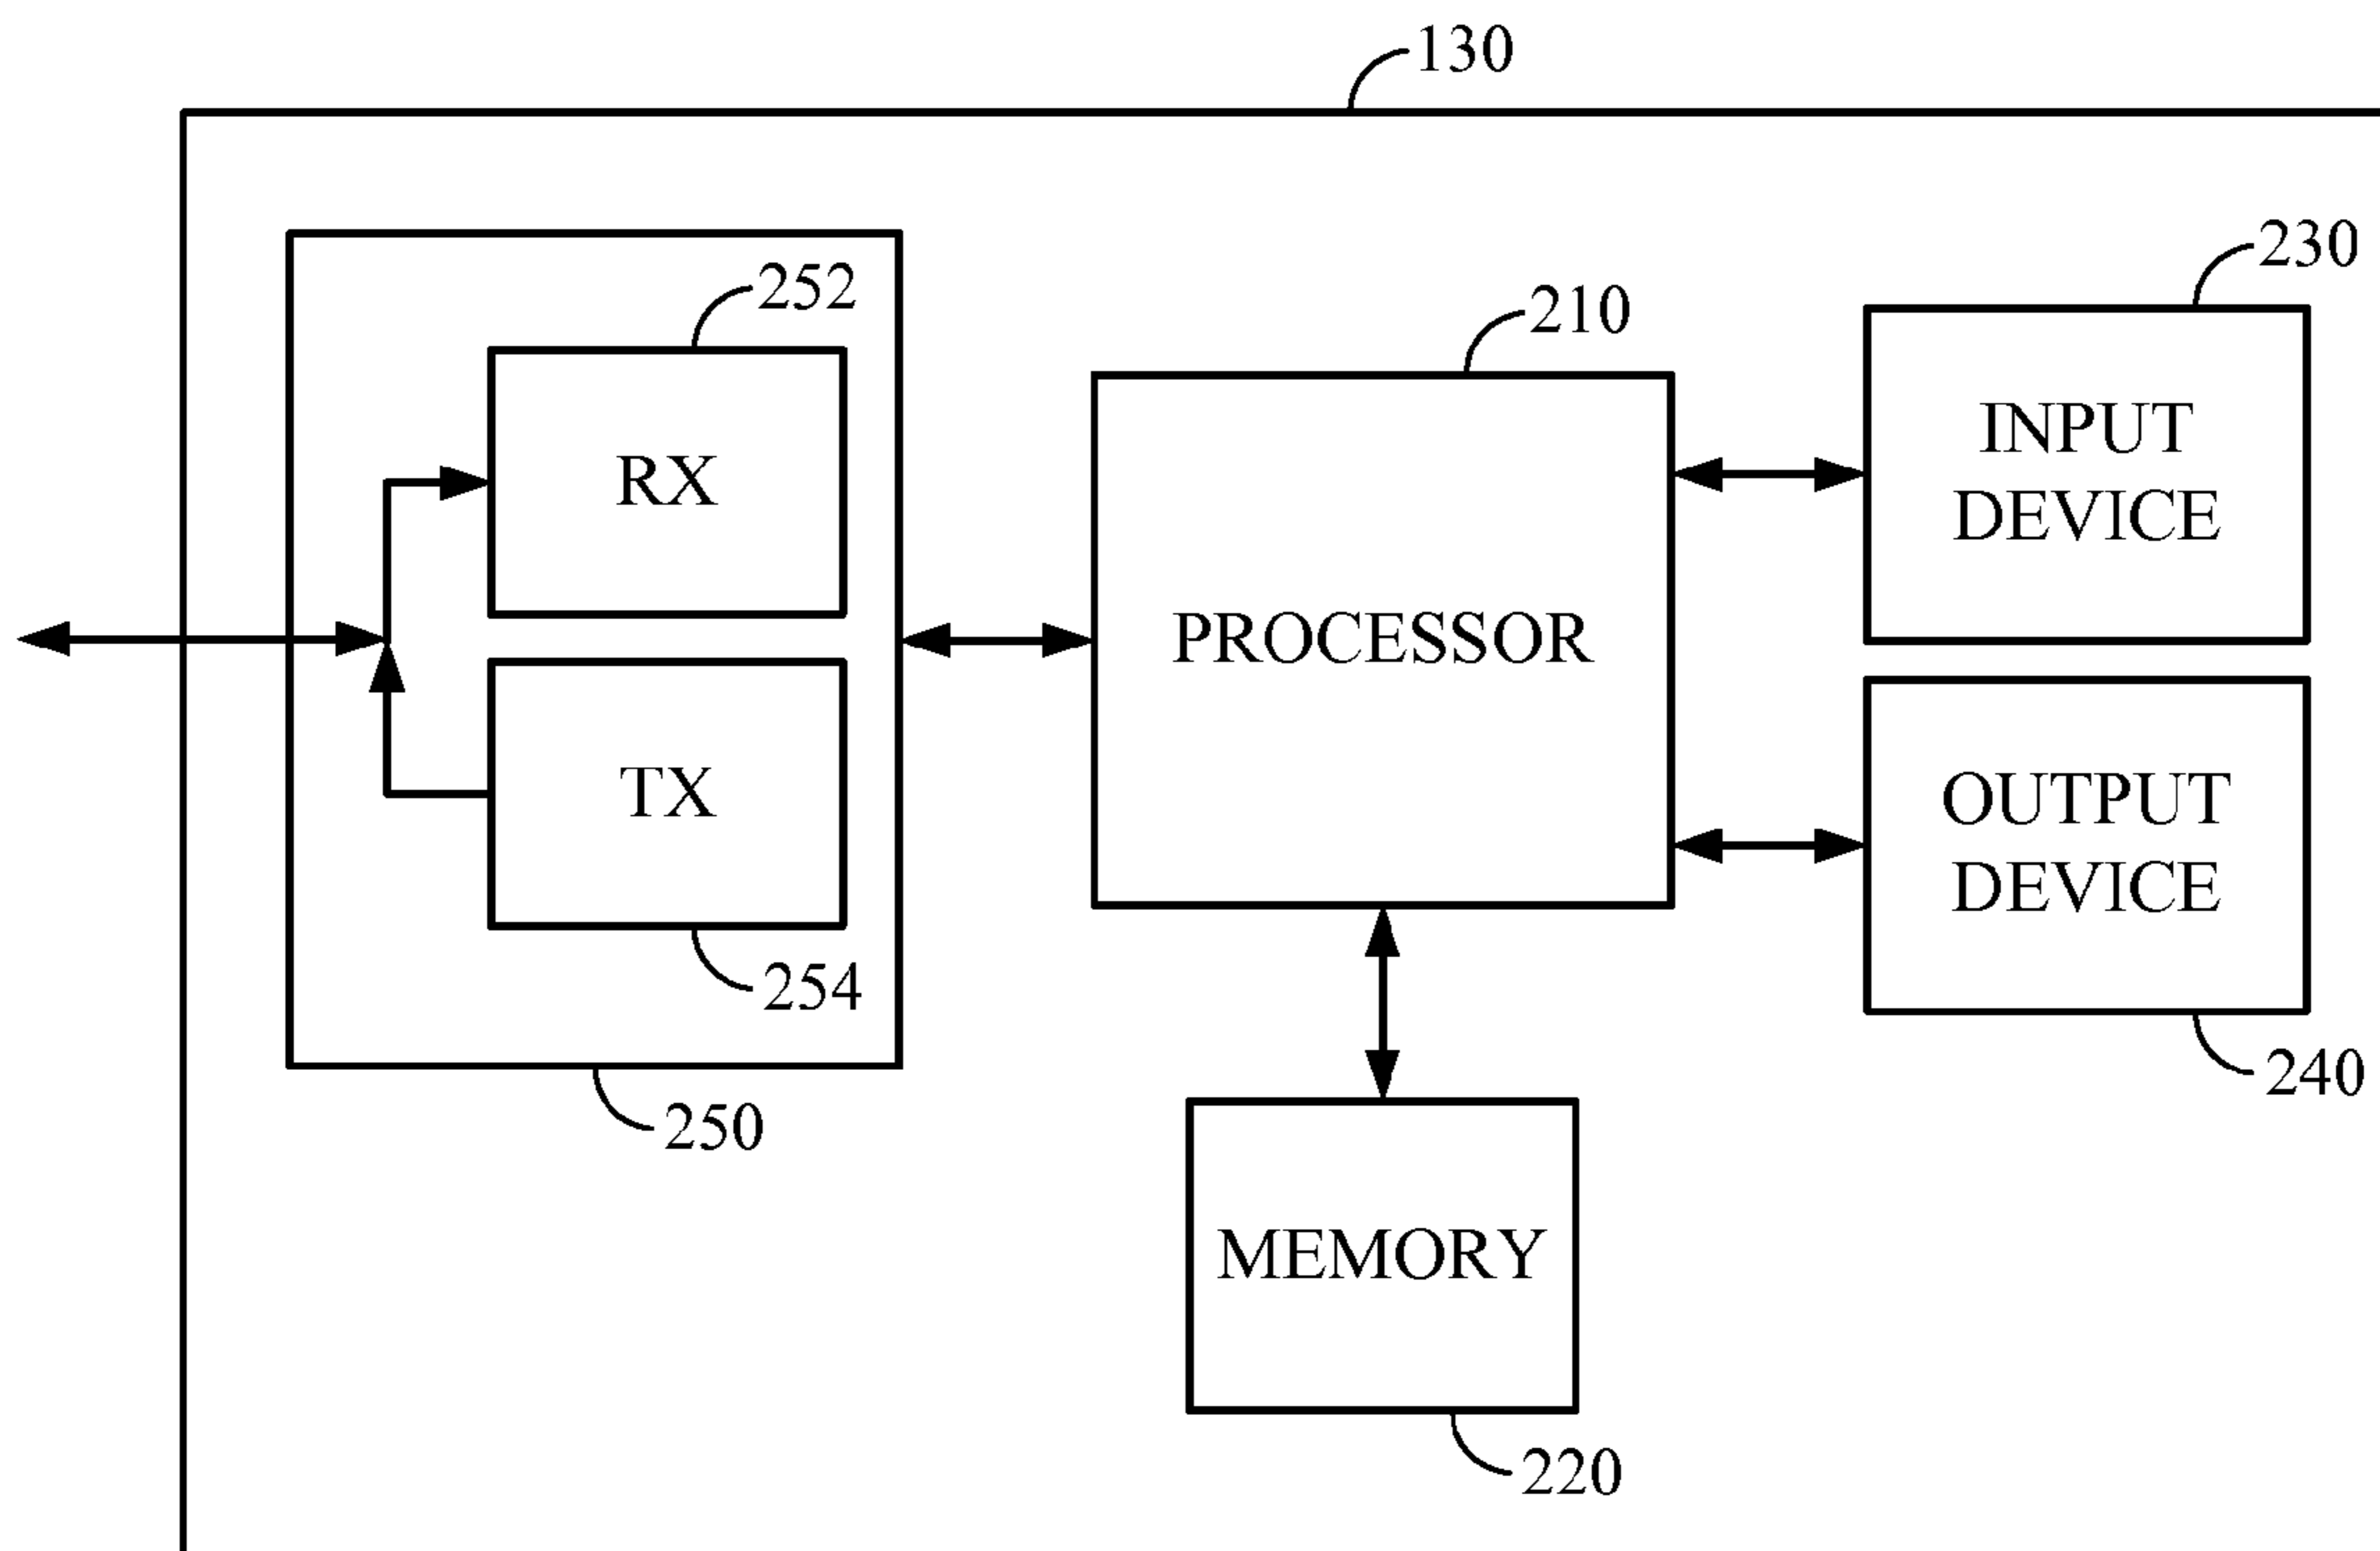 130
230
252
210
INPUT
DEVICE
RX
PROCESSOR
TX
OUTPUT
DEVICE
254
240
250
MEMORY
220